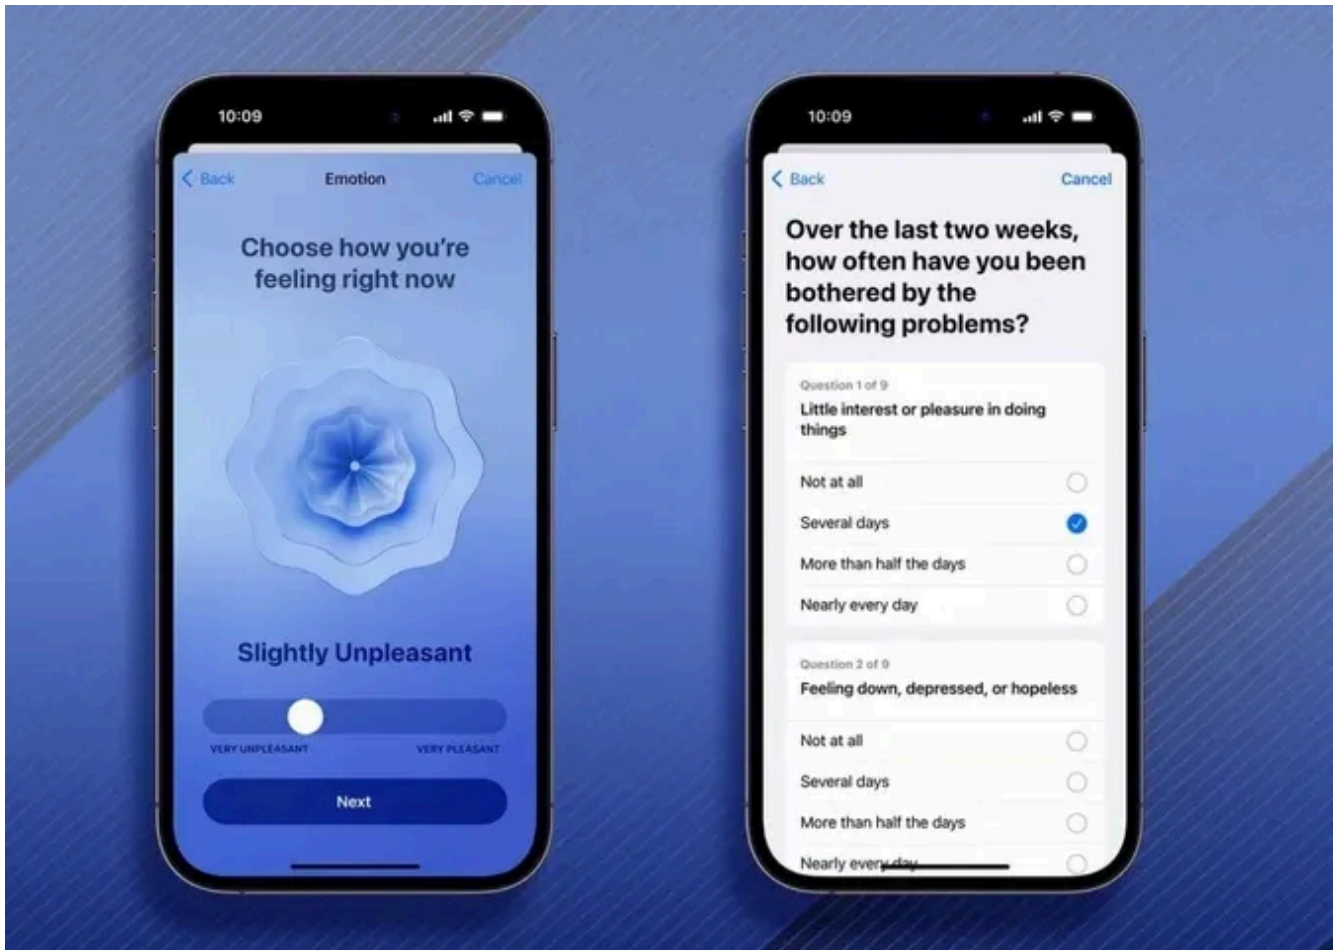 10:09
Back
Emotion
Cancel
Choose how you're
feeling right now
Slightly Unpleasant
VERY UNPLEASANT
VERY PLEASANT
Next
10:09
Back
Cancel
Over the last two weeks,
how often have you been
bothered by the
following problems?
Question 1 of 9
Little interest or pleasure in doing
things
Not at all
Several days
More than half the days
Nearly every day
Question 2 of 9
Feeling down, depressed, or hopeless
Not at all
Several days
More than half the days
Nearly every day